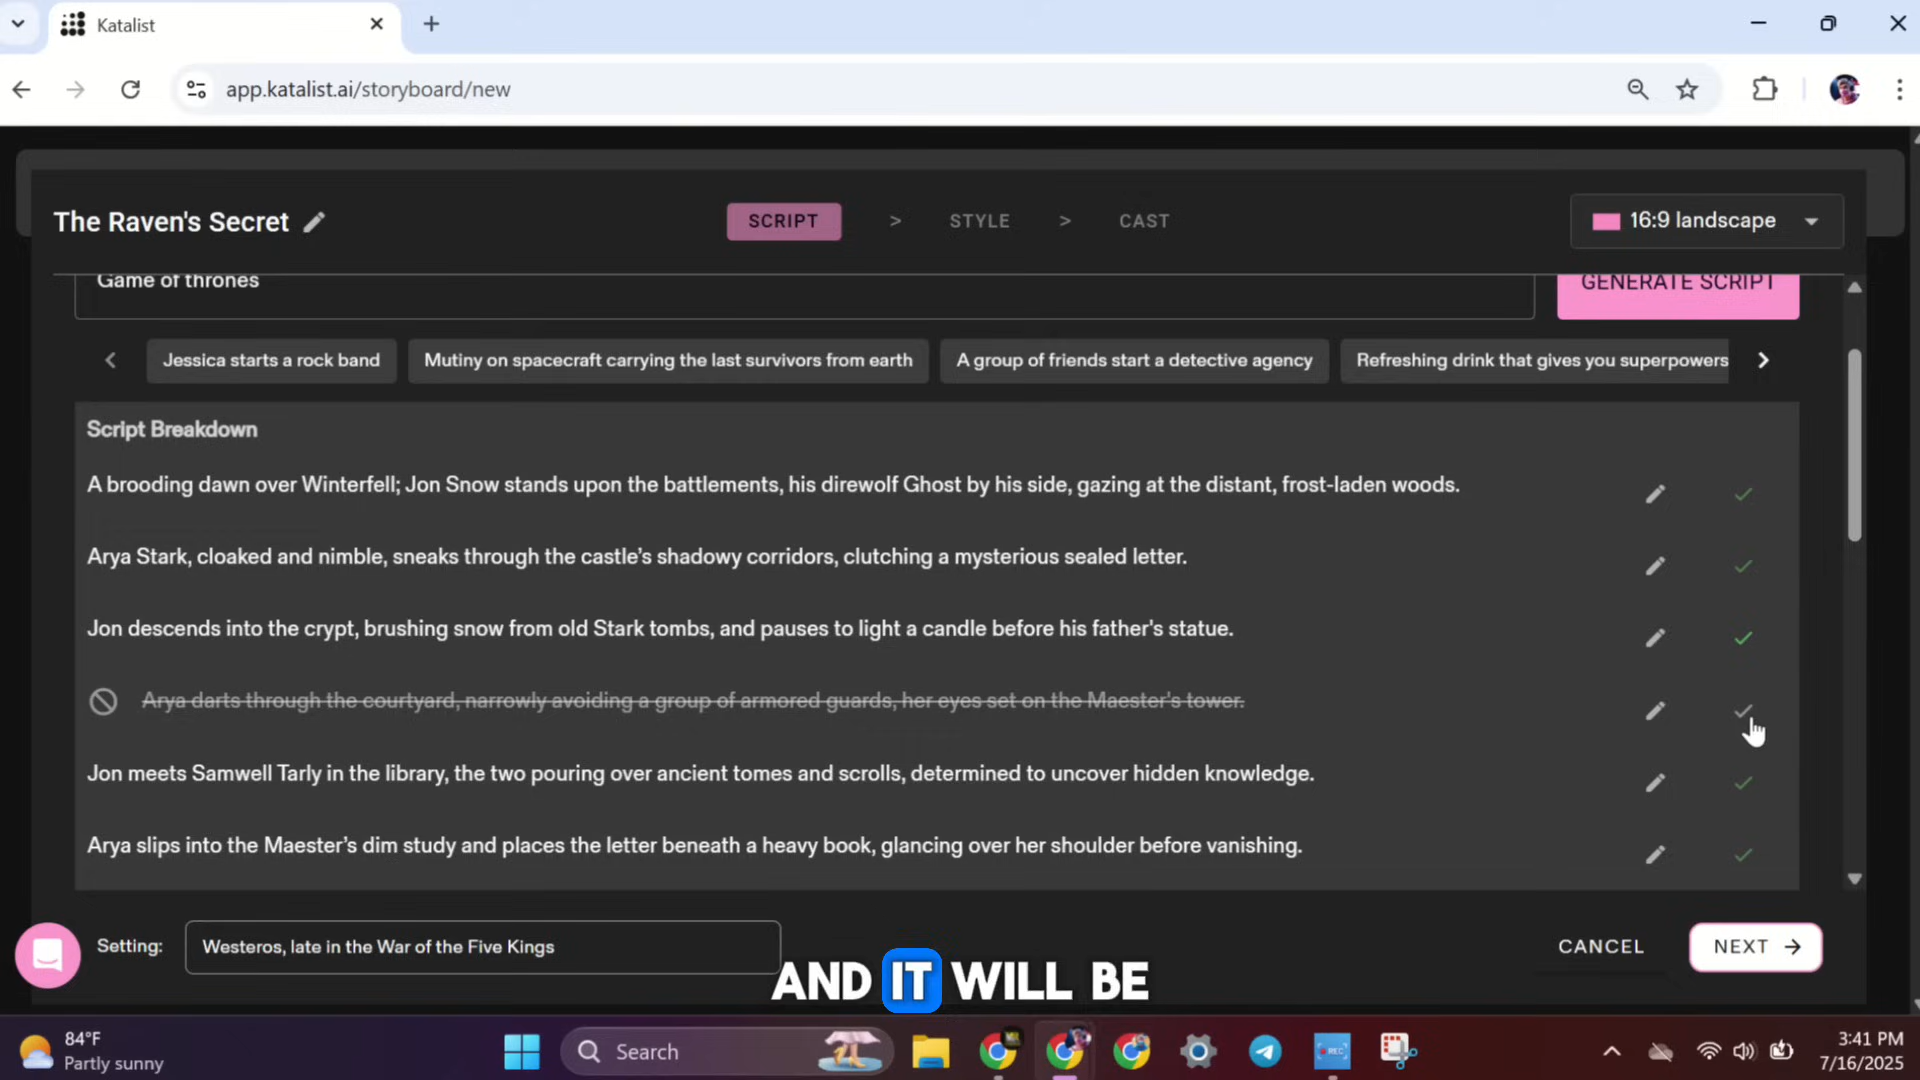 Katalist
app.katalist.ai/storyboard/new
The Raven's Secret
SCRIPT > STYLE > CAST
16:9 landscape
Game of thrones
GENERATE SCRIPT
Jessica starts a rock band
Mutiny on spacecraft carrying the last survivors from earth
A group of friends start a detective agency
Refreshing drink that gives you superpowers
Script Breakdown
A brooding dawn over Winterfell; Jon Snow stands upon the battlements, his direwolf Ghost by his side, gazing at the distant, frost-laden woods.
Arya Stark, cloaked and nimble, sneaks through the castle's shadowy corridors, clutching a mysterious sealed letter.
Jon descends into the crypt, brushing snow from old Stark tombs, and pauses to light a candle before his father's statue.
Arya darts through the courtyard, narrowly avoiding a group of armored guards, her eyes set on the Maester's tower.
Jon meets Samwell Tarly in the library, the two pouring over ancient tomes and scrolls, determined to uncover hidden knowledge.
Arya slips into the Maester's dim study and places the letter beneath a heavy book, glancing over her shoulder before vanishing.
Setting:
Westeros, late in the War of the Five Kings
CANCEL
NEXT
AND IT WILL BE
84°F
Partly sunny
Search
REC
3:41 PM
7/16/2025